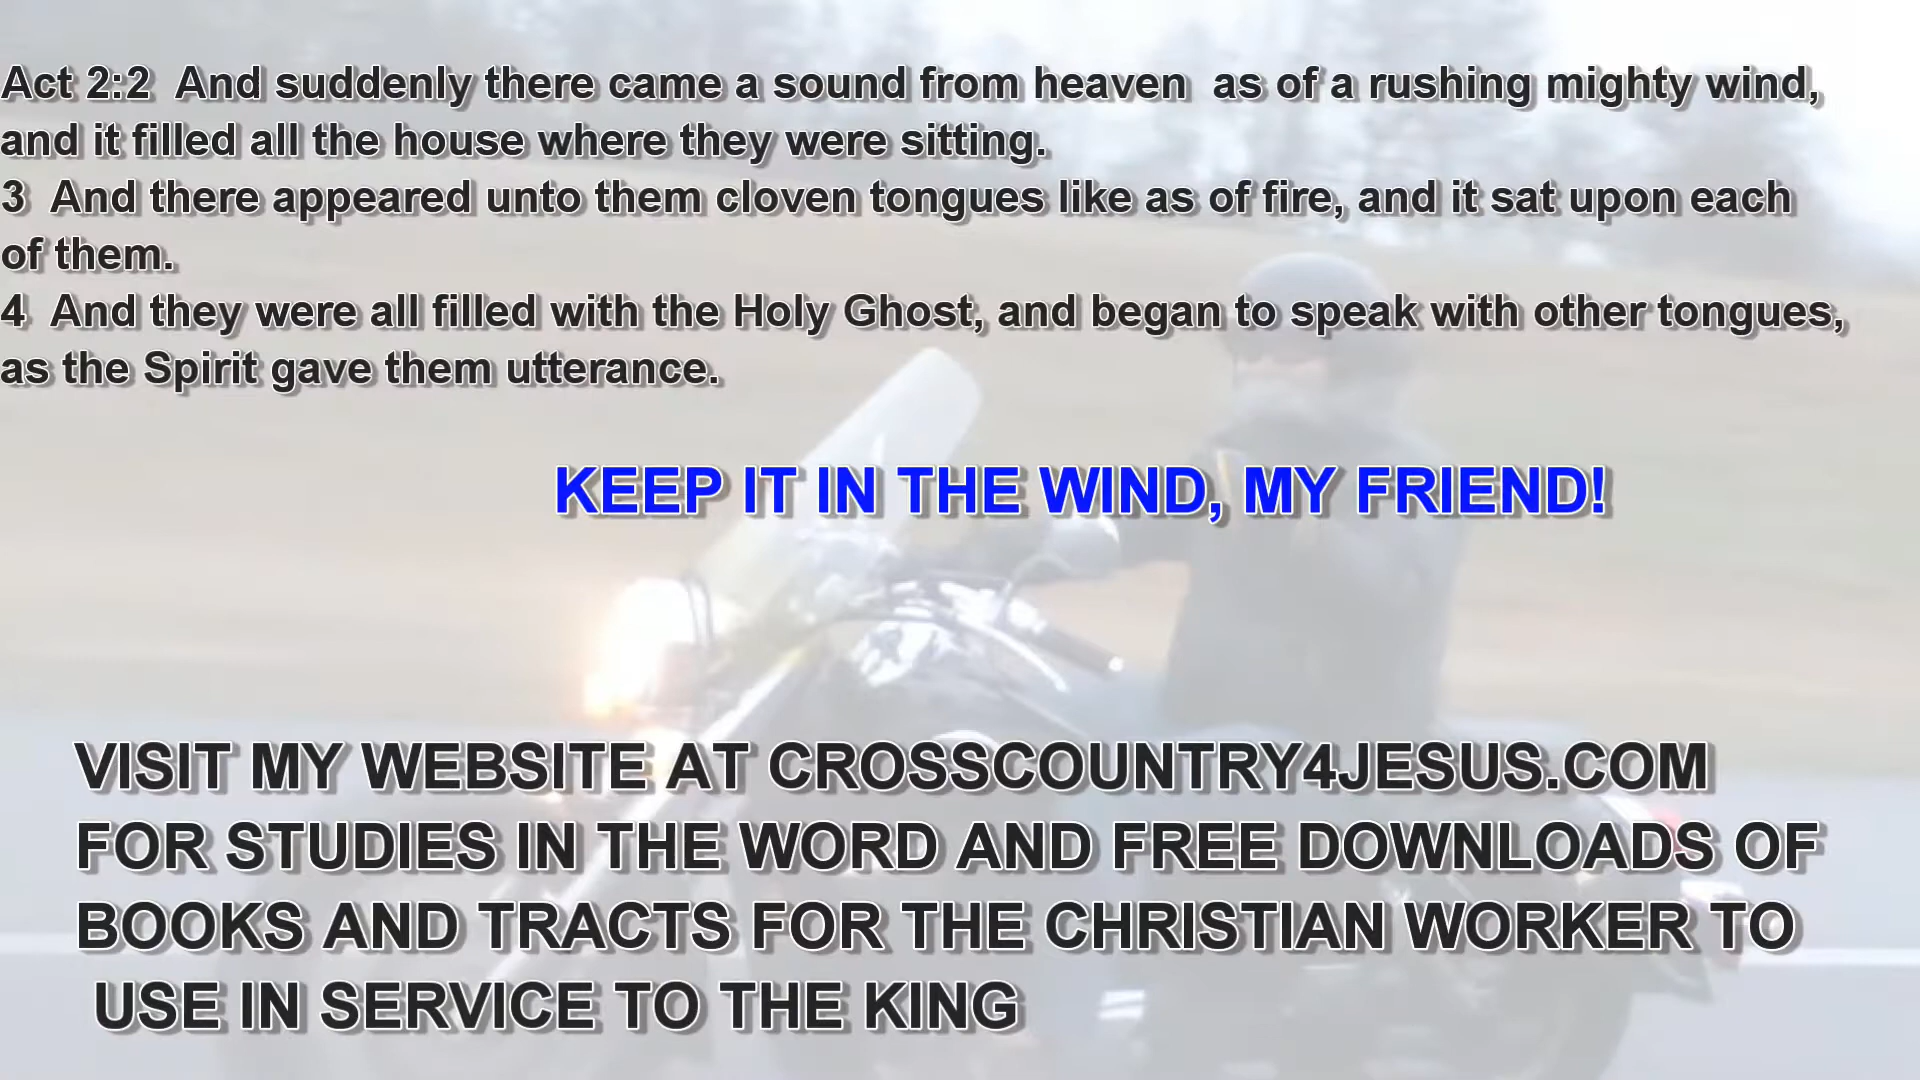 Act 2:2  And suddenly there came a sound from heaven  as of a rushing mighty wind,
and it filled all the house where they were sitting.
3  And there appeared unto them cloven tongues like as of fire, and it sat upon each
of them.
4  And they were all filled with the Holy Ghost, and began to speak with other tongues,
as the Spirit gave them utterance.
KEEP IT IN THE WIND, MY FRIEND!
VISIT MY WEBSITE AT CROSSCOUNTRY4JESUS.COM
FOR STUDIES IN THE WORD AND FREE DOWNLOADS OF
BOOKS AND TRACTS FOR THE CHRISTIAN WORKER TO
USE IN SERVICE TO THE KING